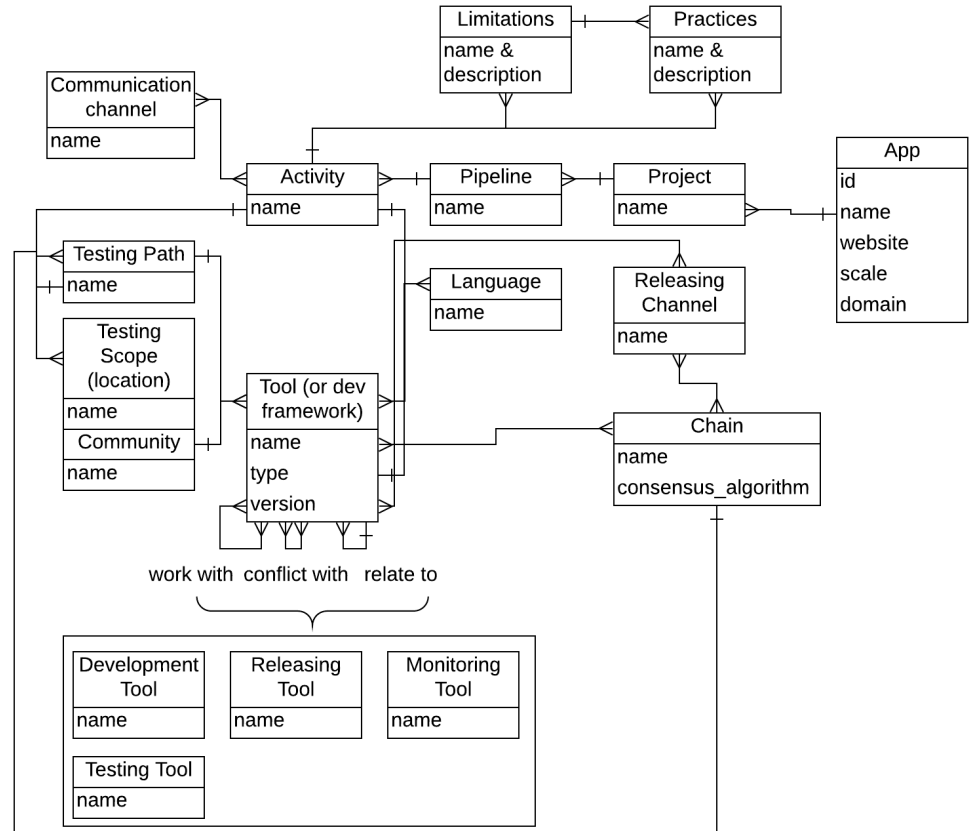 Limitations
name &
description
Practices
name &
description
Communication
channel
name
Activity
name
Pipeline
name
Project
name
App
id
name
website
scale
domain
Testing Path
name
Language
name
Releasing
Channel
name
Testing
Scope
(location)
name
Community
name
Tool (or dev
framework)
name
type
version
Chain
name
consensus_algorithm
work with
conflict with
relate to
Development
Tool
name
Releasing
Tool
name
Monitoring
Tool
name
Testing Tool
name